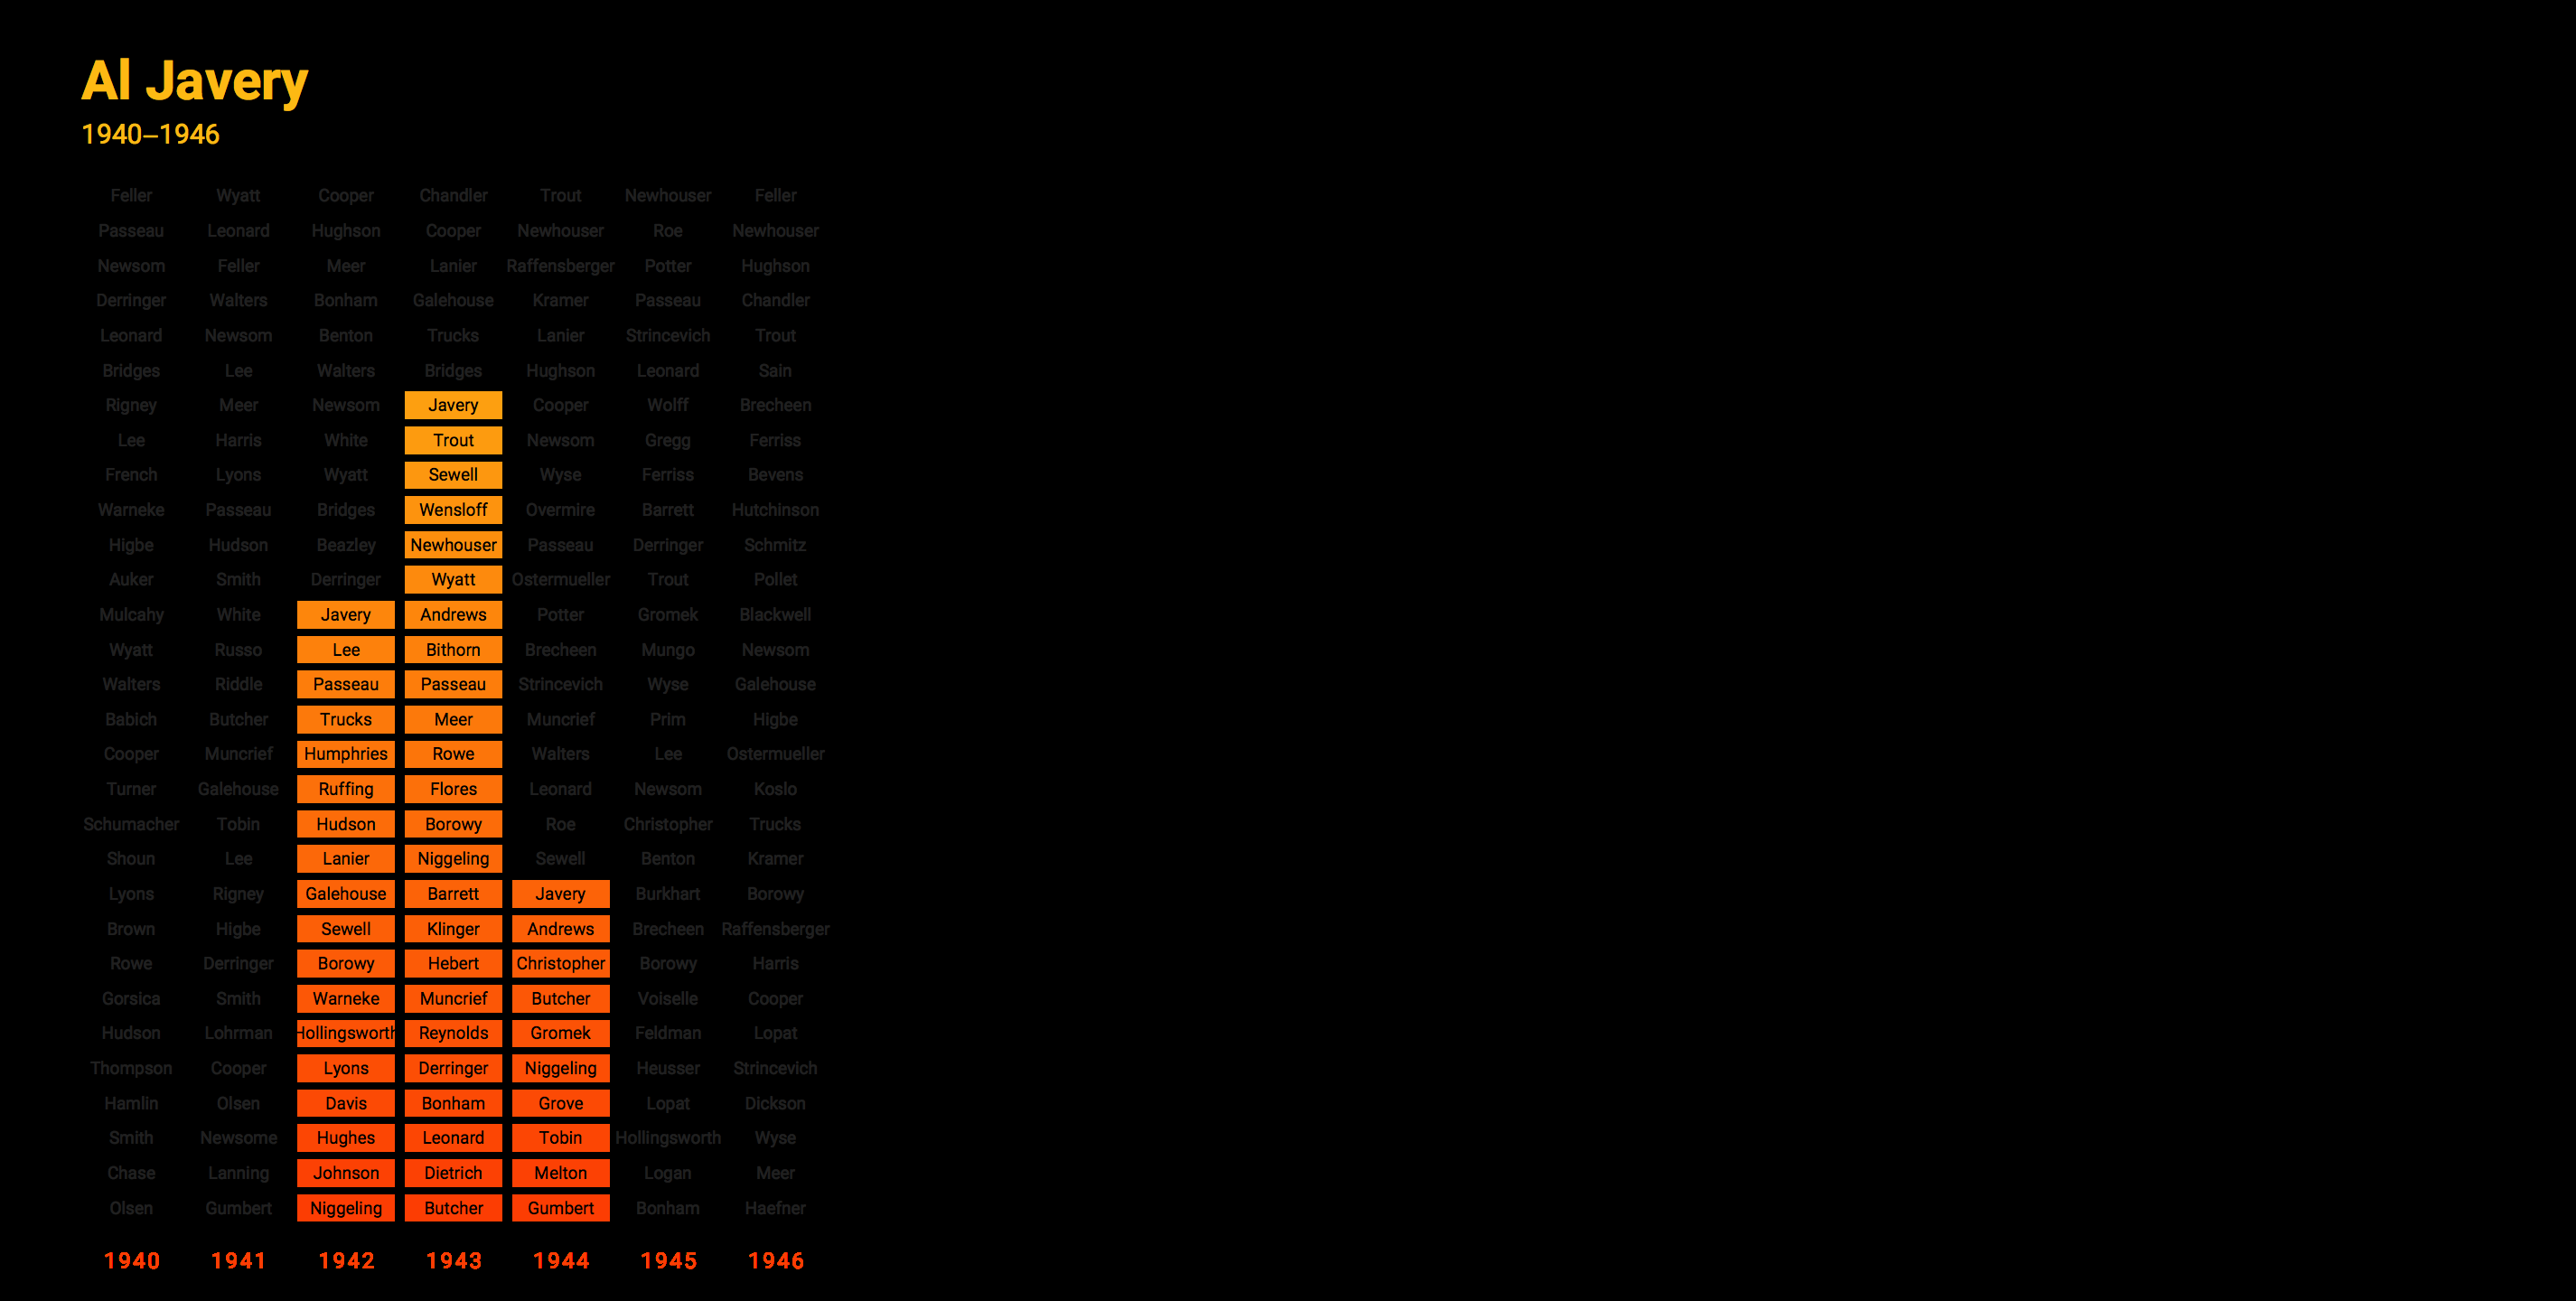 Al Javery
1940–1946
Feller Wyatt Cooper Chandler Trout Newhouser Feller
Passeau Leonard Hughson Cooper Newhouser Roe Newhouser
Newsom Feller Meer Lanier Raffensberger Potter Hughson
Derringer Walters Bonham Galehouse Kramer Passeau Chandler
Leonard Newsom Benton Trucks Lanier Strincevich Trout
Bridges Lee Walters Bridges Hughson Leonard Sain
Rigney Meer Newsom Javery Cooper Wolff Brecheen
Lee Harris White Trout Newsom Gregg Ferriss
French Lyons Wyatt Sewell Wyse Ferriss Bevens
Warneke Passeau Bridges Wensloff Overmire Barrett Hutchinson
Higbe Hudson Beazley Newhouser Passeau Derringer Schmitz
Auker Smith Derringer Wyatt Ostermueller Trout Pollet
Mulcahy White Javery Andrews Potter Gromek Blackwell
Wyatt Russo Lee Bithorn Brecheen Mungo Newsom
Walters Riddle Passeau Passeau Strincevich Wyse Galehouse
Babich Butcher Trucks Meer Muncrief Prim Higbe
Cooper Muncrief Humphries Rowe Walters Lee Ostermueller
Turner Galehouse Ruffing Flores Leonard Newsom Koslo
Schumacher Tobin Hudson Borowy Roe Christopher Trucks
Shoun Lee Lanier Niggeling Sewell Benton Kramer
Lyons Rigney Galehouse Barrett Javery Burkhart Borowy
Brown Higbe Sewell Klinger Andrews Brecheen Raffensberger
Rowe Derringer Borowy Hebert Christopher Borowy Harris
Gorsica Smith Warneke Muncrief Butcher Voiselle Cooper
Hudson Lohrman Hollingsworth Reynolds Gromek Feldman Lopat
Thompson Cooper Lyons Derringer Niggeling Heusser Strincevich
Hamlin Olsen Davis Bonham Grove Lopat Dickson
Smith Newsome Hughes Leonard Tobin Hollingsworth Wyse
Chase Lanning Johnson Dietrich Melton Logan Meer
Olsen Gumbert Niggeling Butcher Gumbert Bonham Haefner
1940 1941 1942 1943 1944 1945 1946